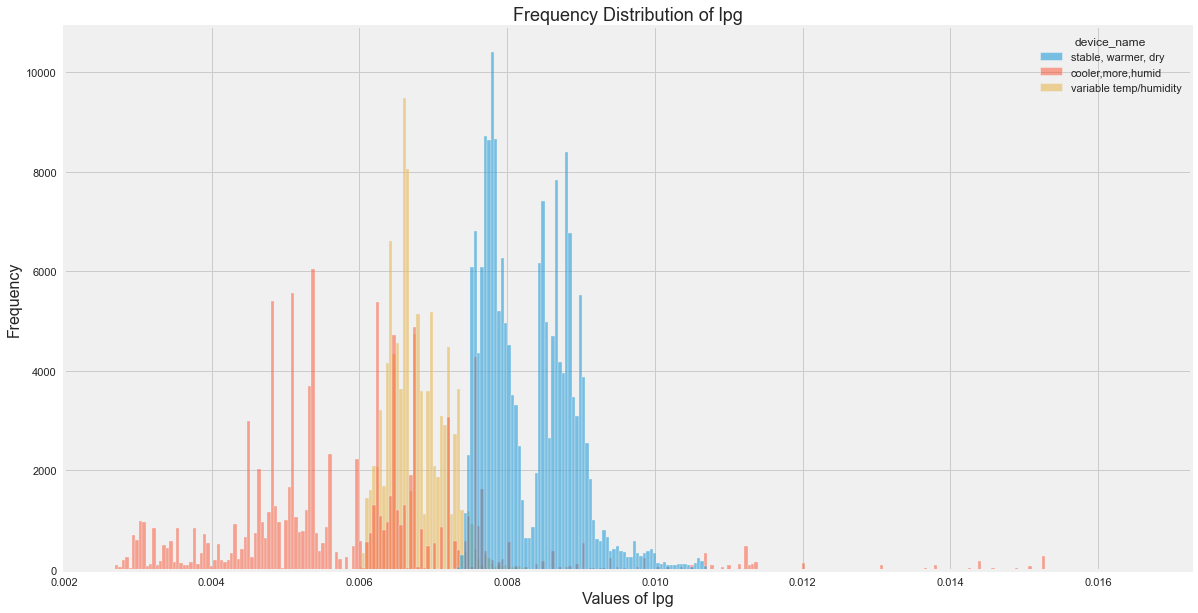 Frequency Distribution of lpg
device_name
stable, warmer, dry
cooler,more,humid
variable temp/humidity
Frequency
10000
8000
6000
4000
2000
0
0.002 0.004 0.006 0.008 0.010 0.012 0.014 0.016
Values of lpg